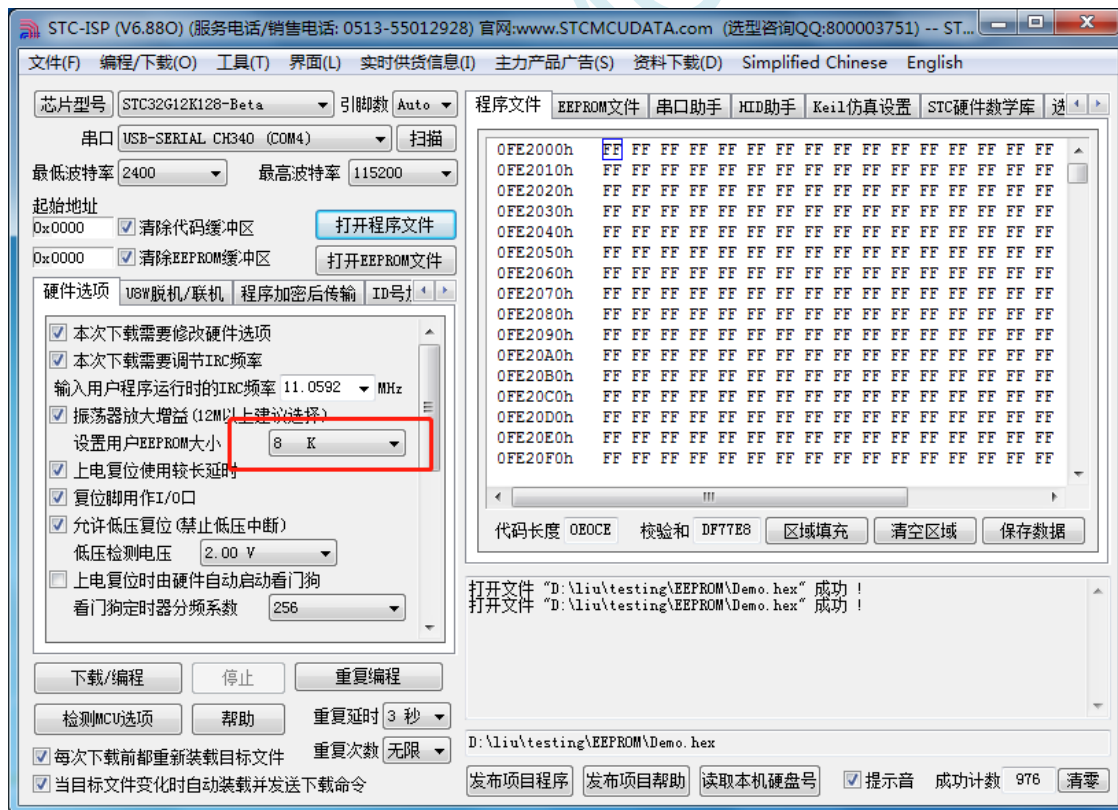 STC-ISP (V6.88O) (服务电话/销售电话: 0513-55012928) 官网:www.STCMCUDATA.com (选型咨询QQ:800003751) -- ST...
文件(F) 编程/下载(O) 工具(T) 界面(L) 实时供货信息(I) 主力产品广告(S) 资料下载(D) Simplified Chinese English
芯片型号 STC32G12K128-Beta 引脚数 Auto
串口 USB-SERIAL CH340 (COM4) 扫描
最低波特率 2400 最高波特率 115200
起始地址
0x0000 清除代码缓冲区 打开程序文件
0x0000 清除EEPROM缓冲区 打开EEPROM文件
硬件选项 U8W脱机/联机 程序加密后传输 ID号
本次下载需要修改硬件选项
本次下载需要调节IRC频率
输入用户程序运行时的IRC频率 11.0592 MHz
振荡器放大增益(12M以上建议选择)
设置用户EEPROM大小 8 K
上电复位使用较长延时
复位脚用作I/O口
允许低压复位(禁止低压中断)
低压检测电压 2.00 V
上电复位时由硬件自动启动看门狗
看门狗定时器分频系数 256
下载/编程 停止 重复编程
检测MCU选项 帮助 重复延时 3 秒
每次下载前都重新装载目标文件 重复次数 无限
当目标文件变化时自动装载并发送下载命令
程序文件 EEPROM文件 串口助手 HID助手 Keil仿真设置 STC硬件数学库 选
0FE2000h FF FF FF FF FF FF FF FF FF FF FF FF FF FF FF FF
0FE2010h FF FF FF FF FF FF FF FF FF FF FF FF FF FF FF FF
0FE2020h FF FF FF FF FF FF FF FF FF FF FF FF FF FF FF FF
0FE2030h FF FF FF FF FF FF FF FF FF FF FF FF FF FF FF FF
0FE2040h FF FF FF FF FF FF FF FF FF FF FF FF FF FF FF FF
0FE2050h FF FF FF FF FF FF FF FF FF FF FF FF FF FF FF FF
0FE2060h FF FF FF FF FF FF FF FF FF FF FF FF FF FF FF FF
0FE2070h FF FF FF FF FF FF FF FF FF FF FF FF FF FF FF FF
0FE2080h FF FF FF FF FF FF FF FF FF FF FF FF FF FF FF FF
0FE2090h FF FF FF FF FF FF FF FF FF FF FF FF FF FF FF FF
0FE20A0h FF FF FF FF FF FF FF FF FF FF FF FF FF FF FF FF
0FE20B0h FF FF FF FF FF FF FF FF FF FF FF FF FF FF FF FF
0FE20C0h FF FF FF FF FF FF FF FF FF FF FF FF FF FF FF FF
0FE20D0h FF FF FF FF FF FF FF FF FF FF FF FF FF FF FF FF
0FE20E0h FF FF FF FF FF FF FF FF FF FF FF FF FF FF FF FF
0FE20F0h FF FF FF FF FF FF FF FF FF FF FF FF FF FF FF FF
代码长度 0E0CE 校验和 DF77E8 区域填充 清空区域 保存数据
打开文件 "D:\liu\testing\EEPROM\Demo.hex" 成功 !
打开文件 "D:\liu\testing\EEPROM\Demo.hex" 成功 !
D:\liu\testing\EEPROM\Demo.hex
发布项目程序 发布项目帮助 读取本机硬盘号 提示音 成功计数 976 清零